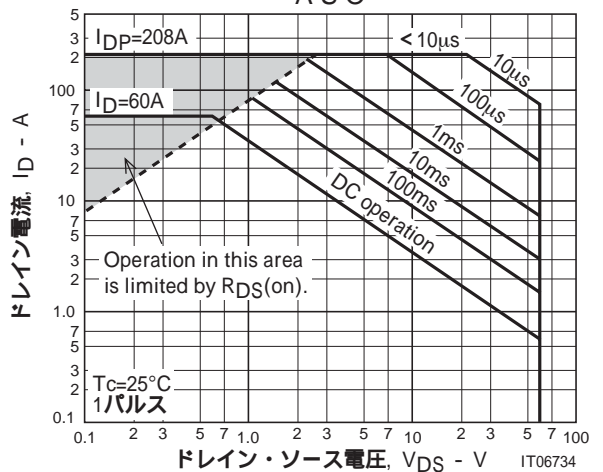 A S O
5
3
2
100
7
5
3
2
10
7
5
3
2
1.0
7
5
3
2
0.1
ドレイン電流, ID - A
IDP=208A
<10μs
10μs
100μs
ID=60A
1ms
10ms
100ms
DC operation
Operation in this area
is limited by RDS(on).
Tc=25°C
1パルス
0.1 2 3 5 7 1.0 2 3 5 7 10 2 3 5 7 100
ドレイン・ソース電圧, VDS - V
IT06734